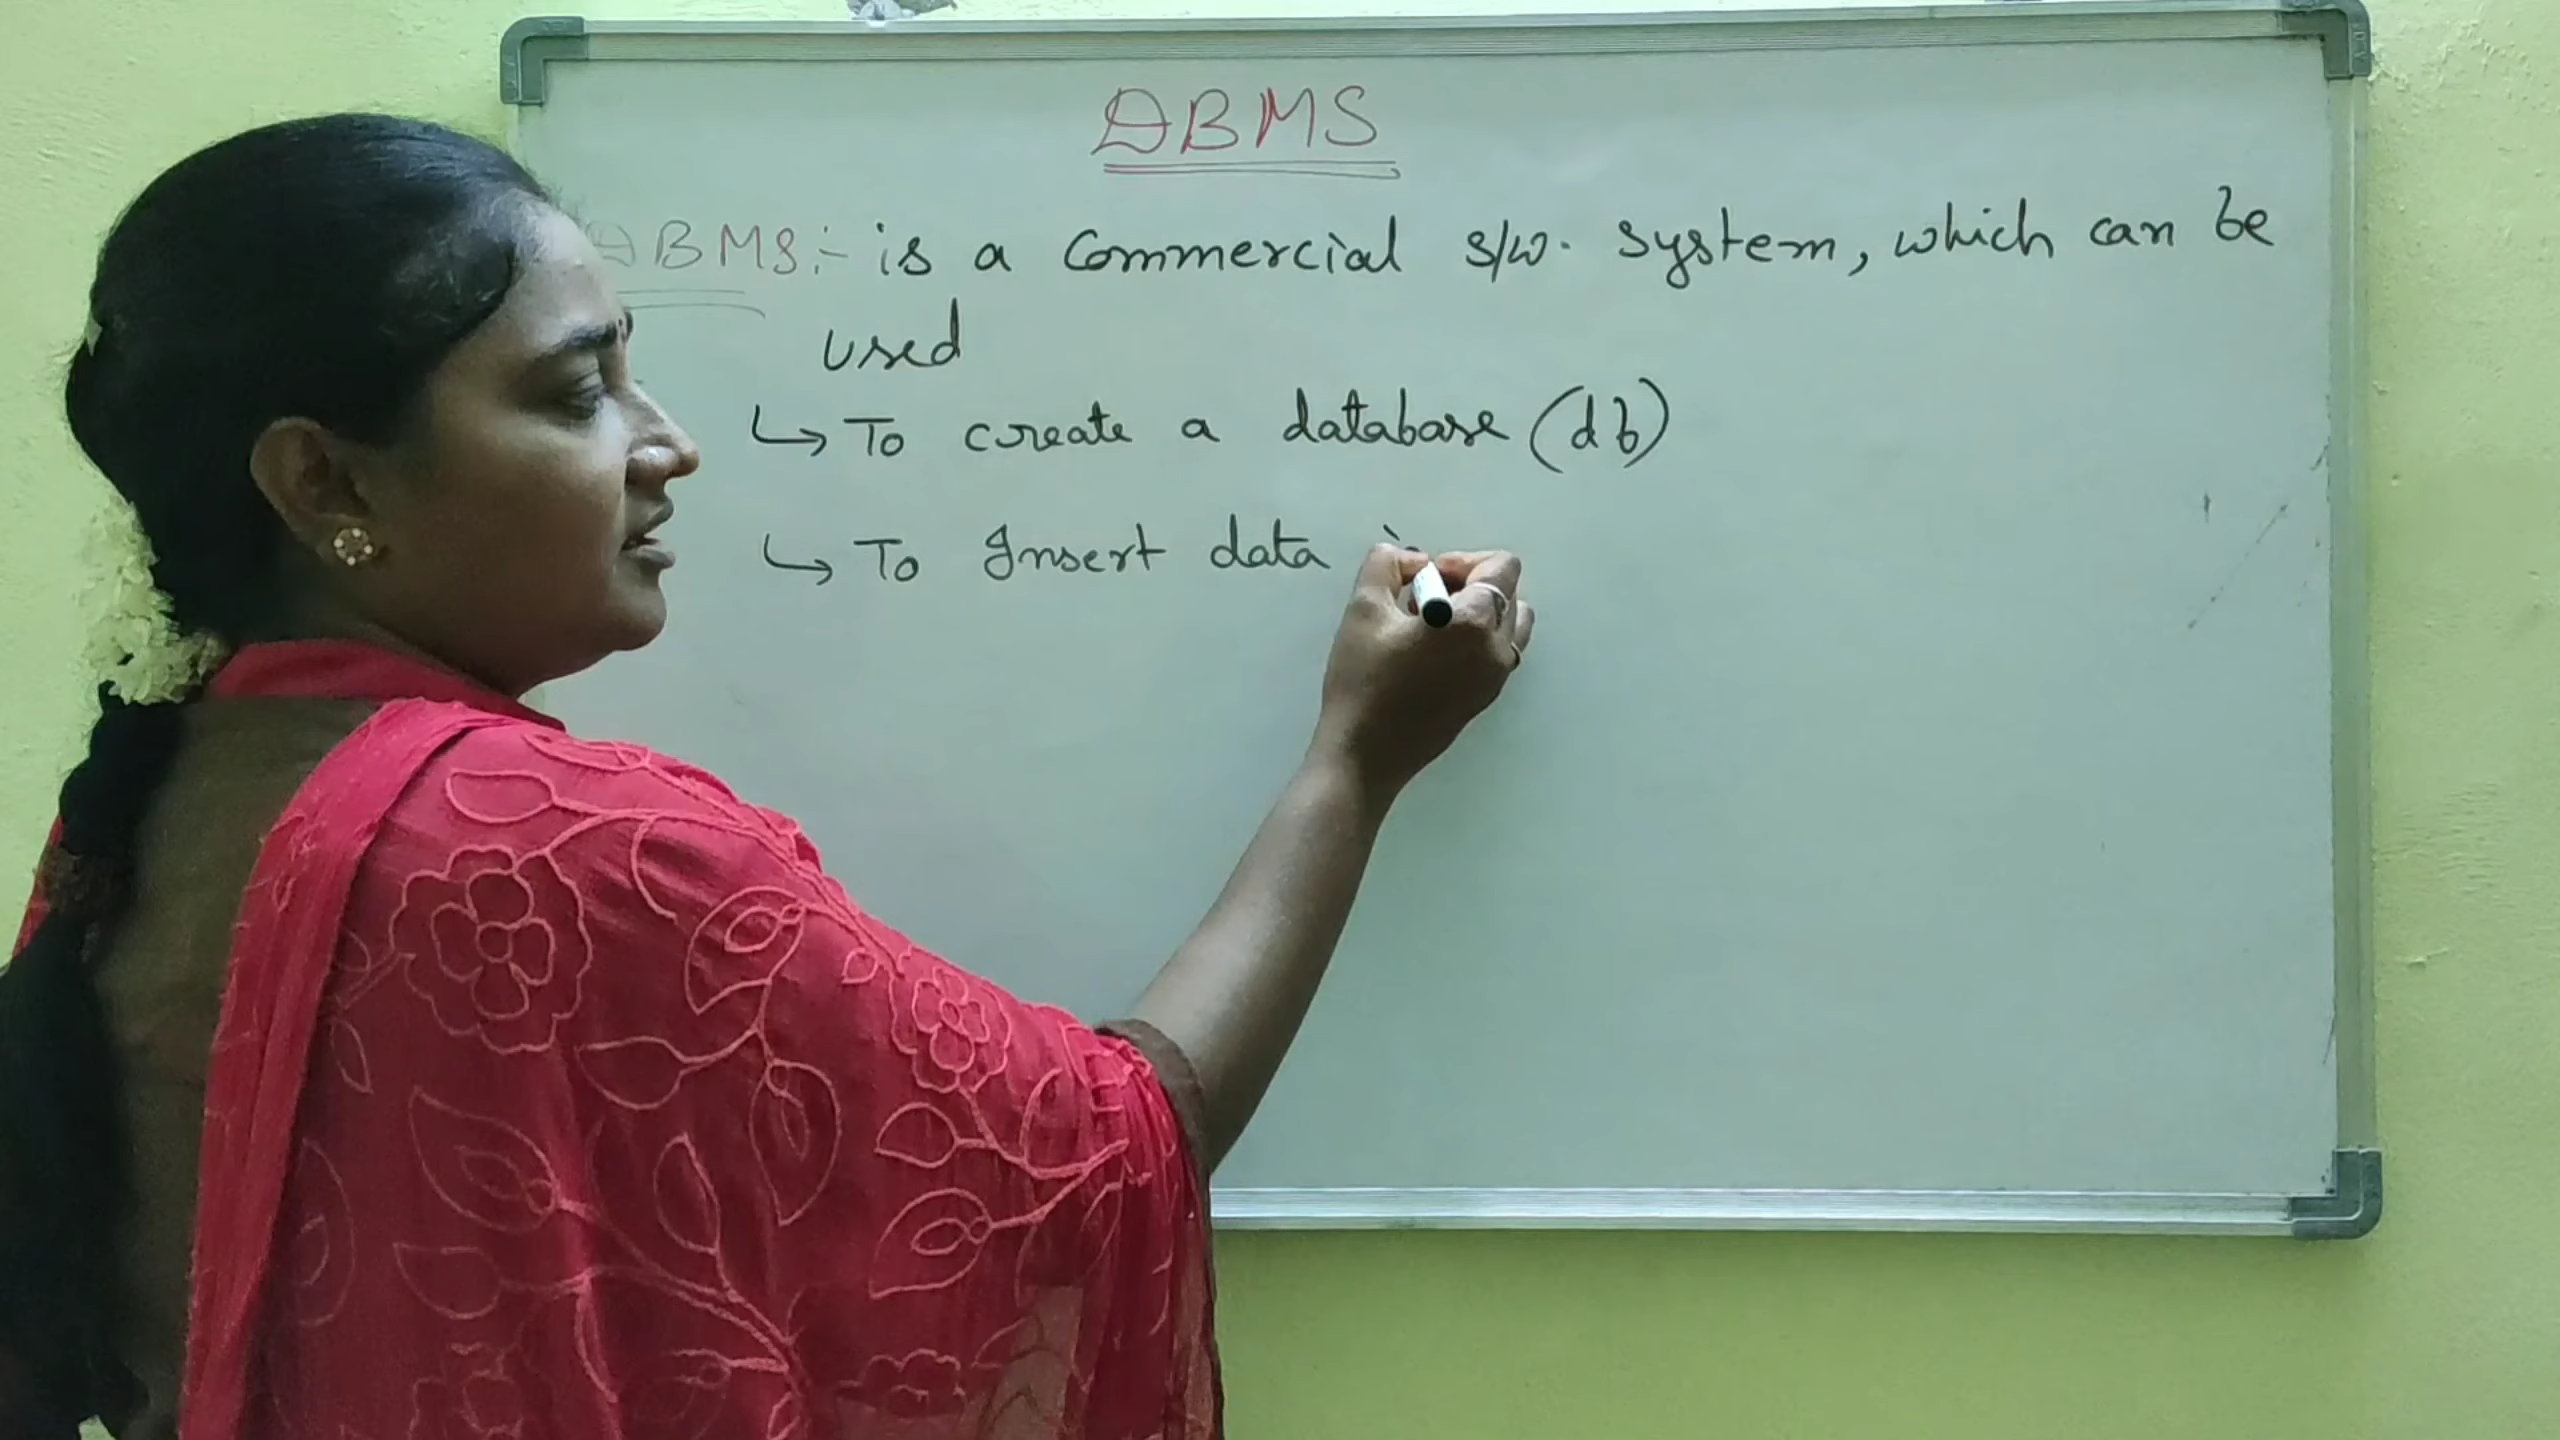 DBMS
DBMS:- is a commercial s/w. system, which can be
used
↳ To create a database (db)
↳ To Insert data